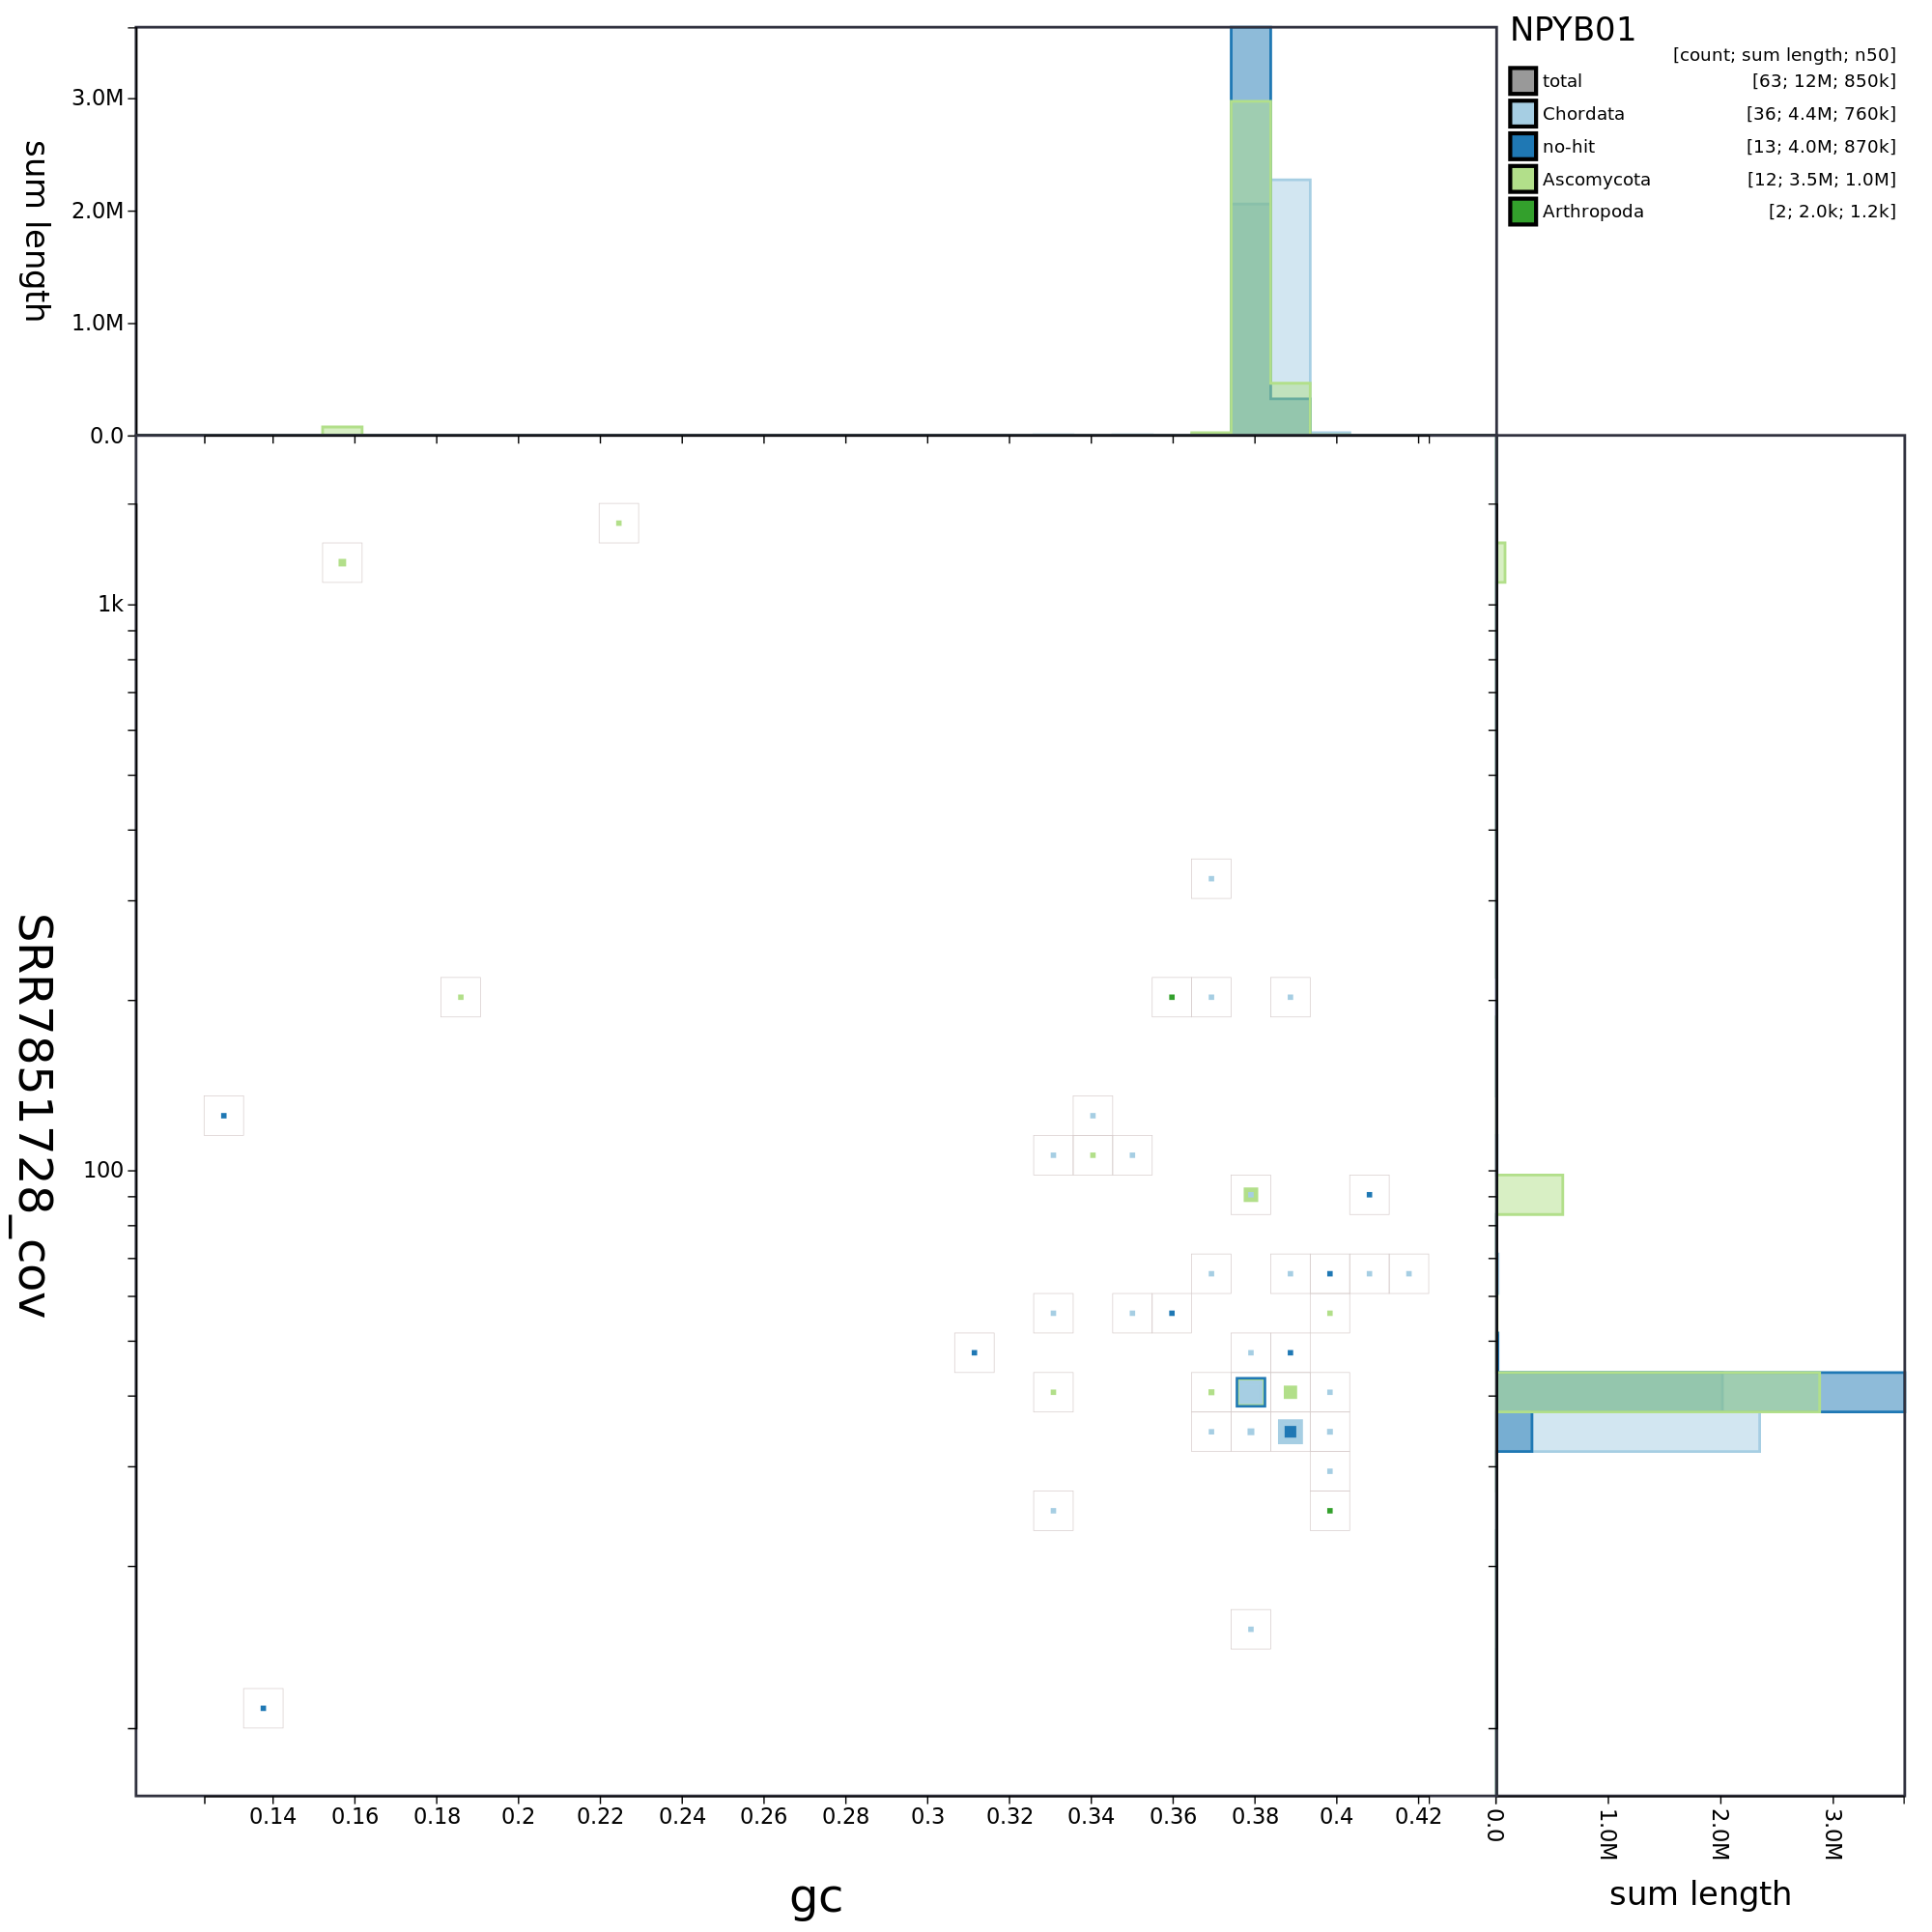 NPYB01
[count; sum length; n50]
total [63; 12M; 850k]
Chordata [36; 4.4M; 760k]
no-hit [13; 4.0M; 870k]
Ascomycota [12; 3.5M; 1.0M]
Arthropoda [2; 2.0k; 1.2k]
sum length
3.0M
2.0M
1.0M
0.0
SRR7851728_cov
1k
100
0.14 0.16 0.18 0.2 0.22 0.24 0.26 0.28 0.3 0.32 0.34 0.36 0.38 0.4 0.42
gc
0.0 1.0M 2.0M 3.0M
sum length